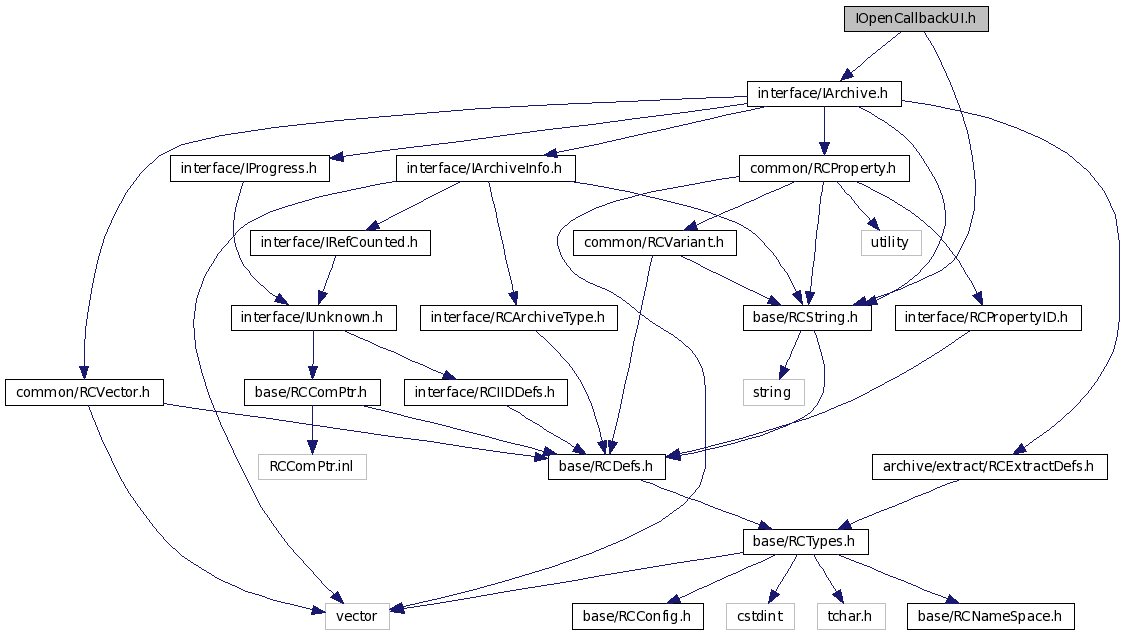 IOpenCallbackUI.h
interface/IArchive.h
interface/IProgress.h
interface/IArchiveInfo.h
common/RCProperty.h
interface/IRefCounted.h
common/RCVariant.h
utility
interface/IUnknown.h
interface/RCArchiveType.h
base/RCString.h
interface/RCPropertyID.h
common/RCVector.h
base/RCComPtr.h
interface/RCIIDDefs.h
string
RCComPtr.inl
base/RCDefs.h
archive/extract/RCExtractDefs.h
base/RCTypes.h
vector
base/RCConfig.h
cstdint
tchar.h
base/RCNameSpace.h